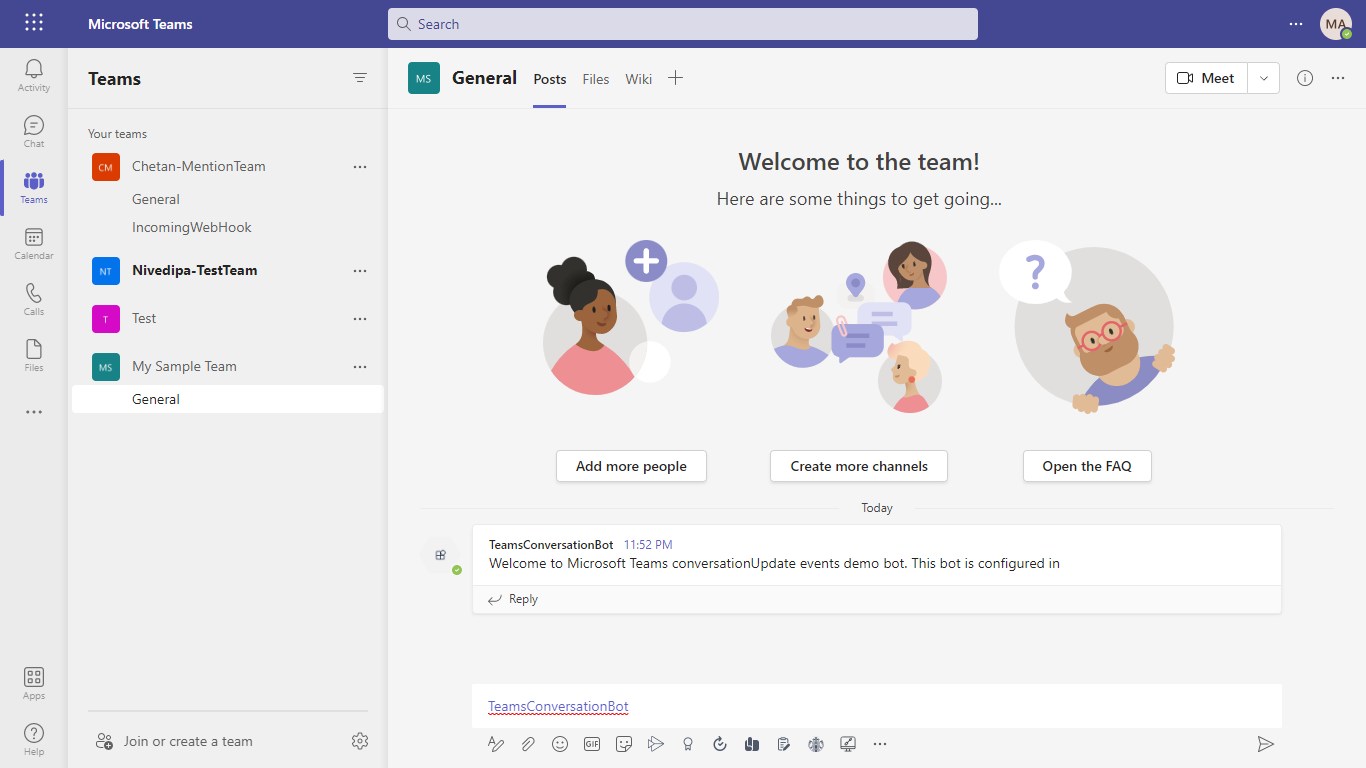 Microsoft Teams
Search
MA
Activity
Chat
Teams
Calendar
Calls
Files
Apps
Help
Teams
Your teams
CM Chetan-MentionTeam
General
IncomingWebHook
NT Nivedipa-TestTeam
T Test
MS My Sample Team
General
Join or create a team
MS General Posts Files Wiki
Meet
Welcome to the team!
Here are some things to get going...
?
Add more people
Create more channels
Open the FAQ
Today
TeamsConversationBot 11:52 PM
Welcome to Microsoft Teams conversationUpdate events demo bot. This bot is configured in
Reply
TeamsConversationBot
GIF